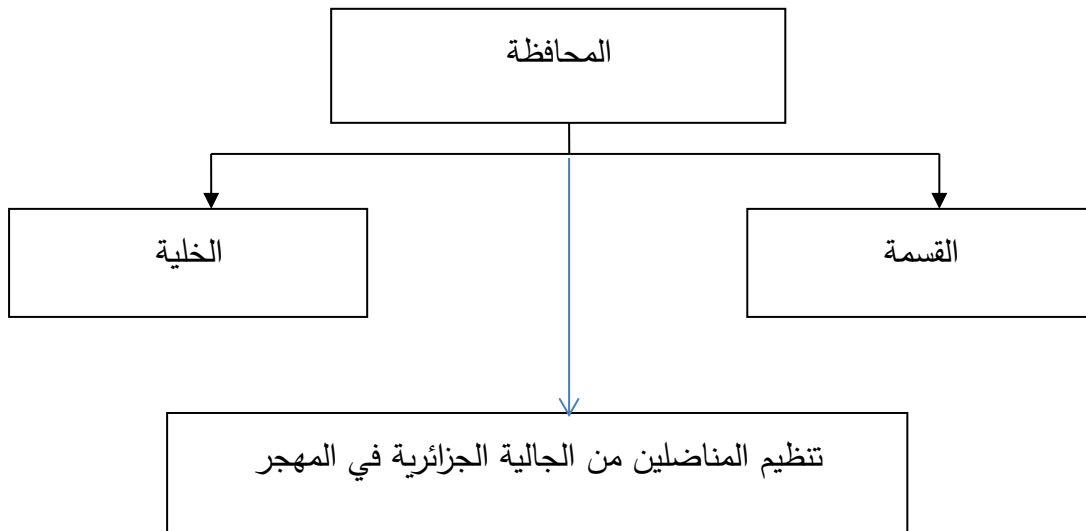 المحافظة
القسمة
الخلية
تنظيم المناضلين من الجالية الجزائرية في المهجر